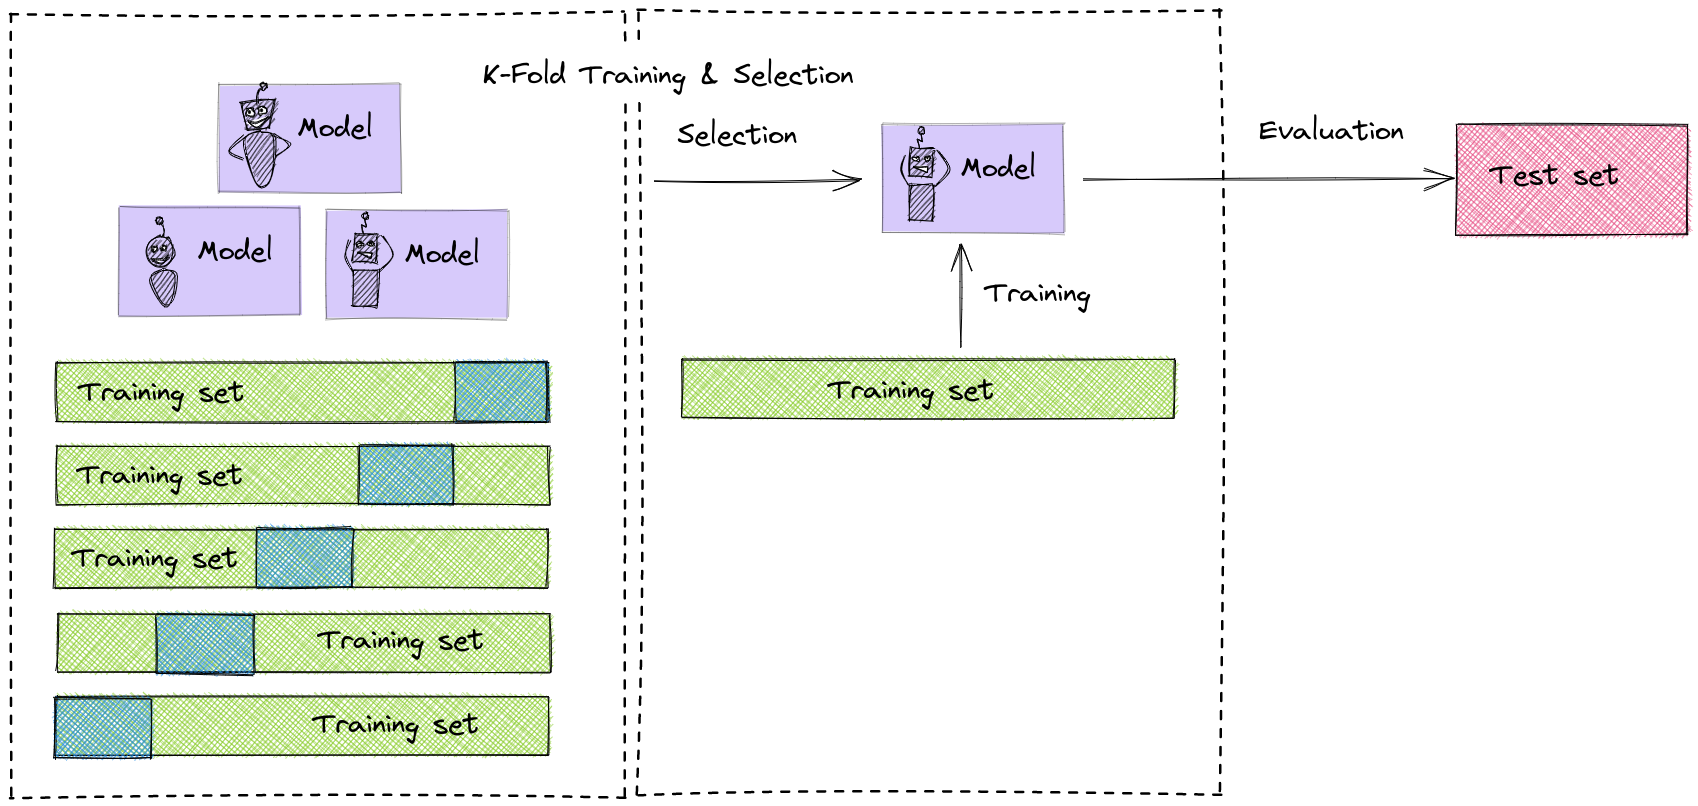 K-Fold Training & Selection
Model
Model
Model
Training set
Training set
Training set
Training set
Training set
Selection
Model
Training
Training set
Evaluation
Test set